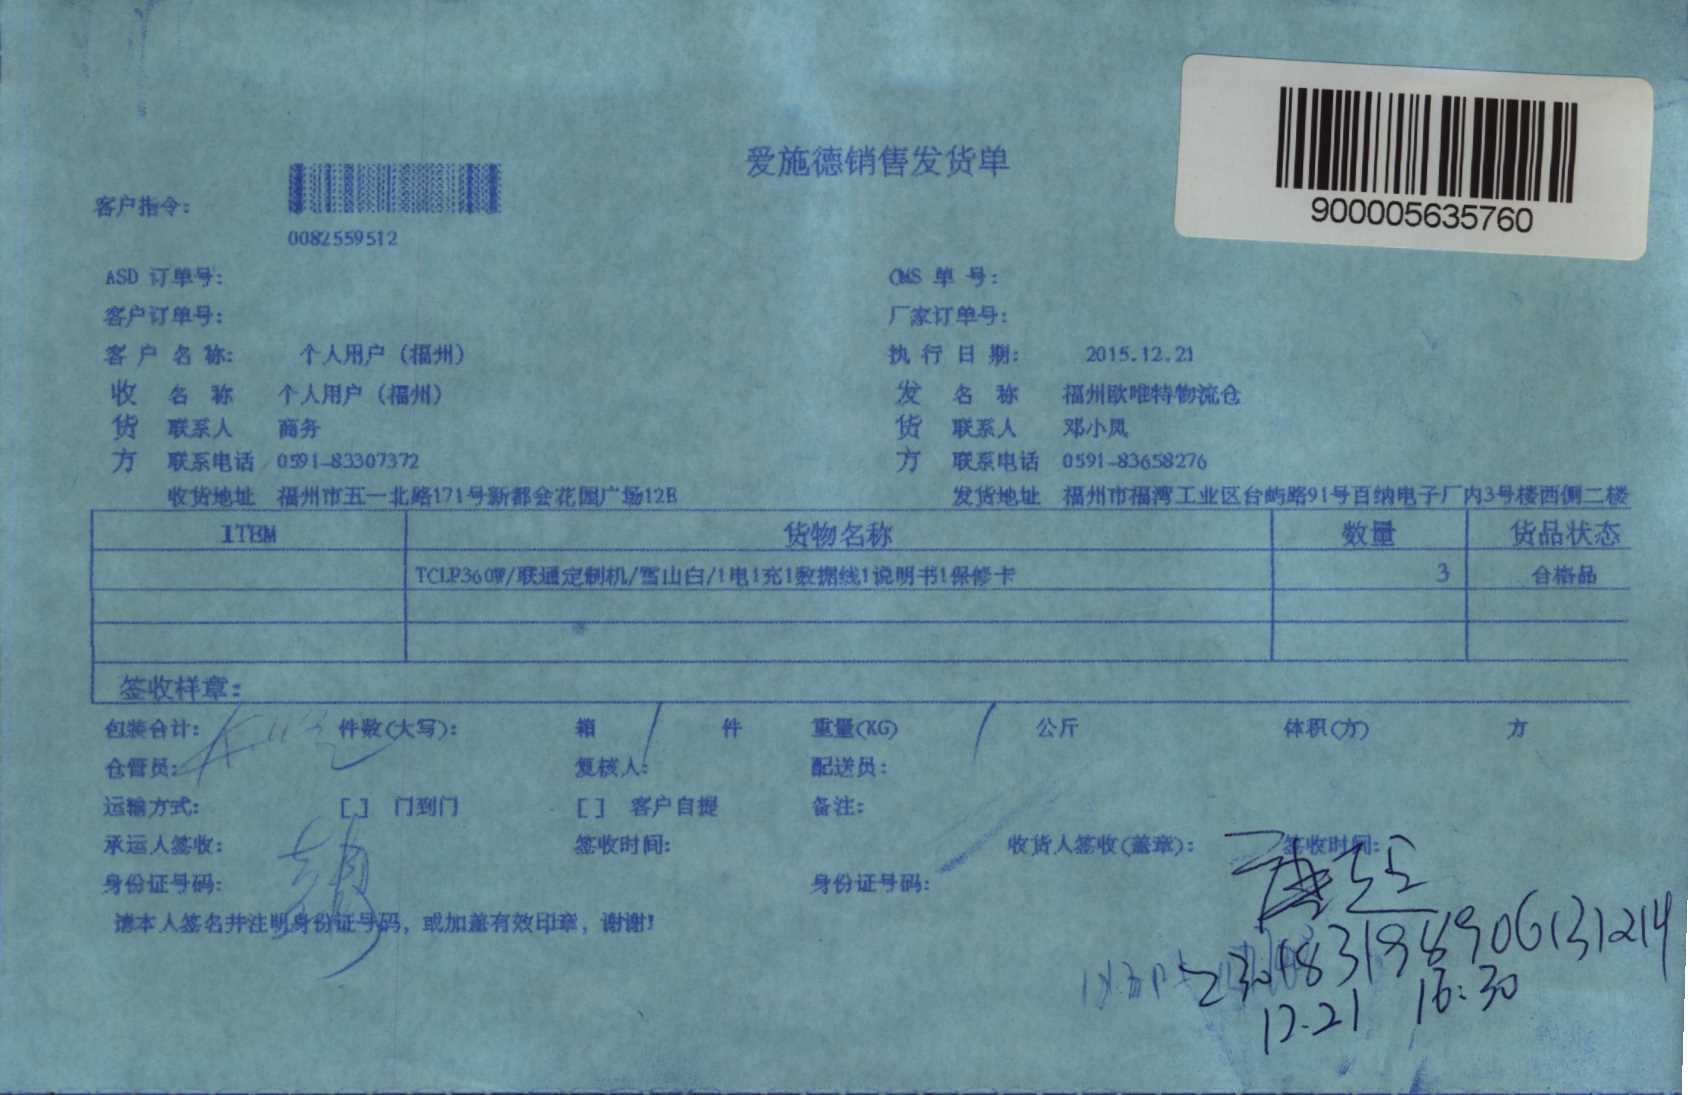 爱施德销售发货单
900005635760
客户指令:
0082559512
ASD 订单号: CMS 单 号:
客户订单号: 厂家订单号:
客 户 名 称: 个人用户（福州） 执 行 日 期: 2015.12.21
收 名 称 个人用户（福州） 发 名 称 福州欧唯特物流仓
货 联系人 商务 货 联系人 邓小凤
方 联系电话 0591-83307372 方 联系电话 0591-83658276
收货地址 福州市五一北路171号新都会花园广场12E 发货地址 福州市福湾工业区台屿路91号百纳电子厂内3号楼西侧二楼
ITEM 货物名称 数量 货品状态
TCLP360W/联通定制机/雪山白/1电1充1数据线1说明书1保修卡 3 合格品
签收样章:
包装合计: 件数(大写): 箱 件 重量(KG) 公斤 体积(方) 方
仓管员: 复核人: 配送员:
运输方式: [ ] 门到门 [ ] 客户自提 备注:
承运人签收: 签收时间: 收货人签收(盖章): 签收时间:
身份证号码: 身份证号码:
请本人签名并注明身份证号码，或加盖有效印章，谢谢!
12-21 16:30